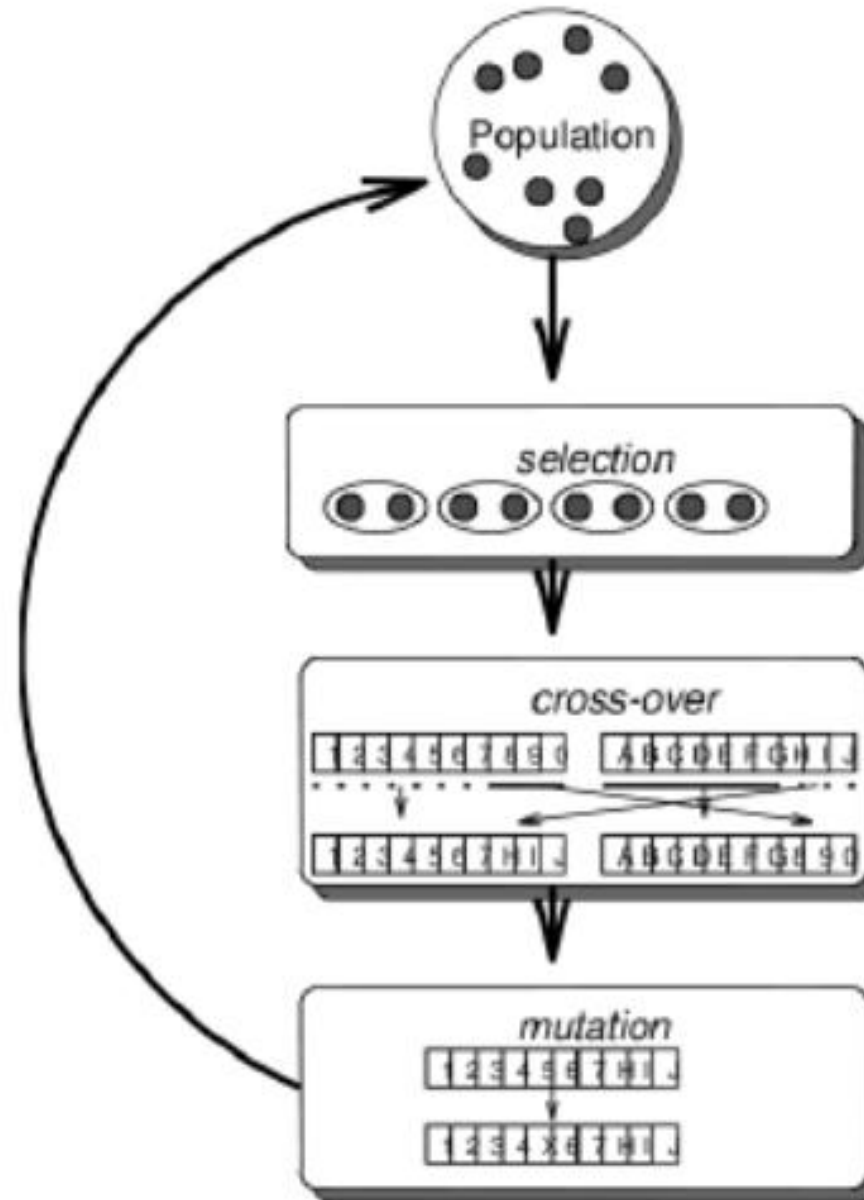 Population
selection
cross-over
1 2 3 4 5 6 7 8 9 0 A B C D E F G H I J
1 2 3 4 5 6 7 H I J A B C D E F G 8 9 0
mutation
1 2 3 4 5 6 7 H I J
1 2 3 4 X 6 7 H I J